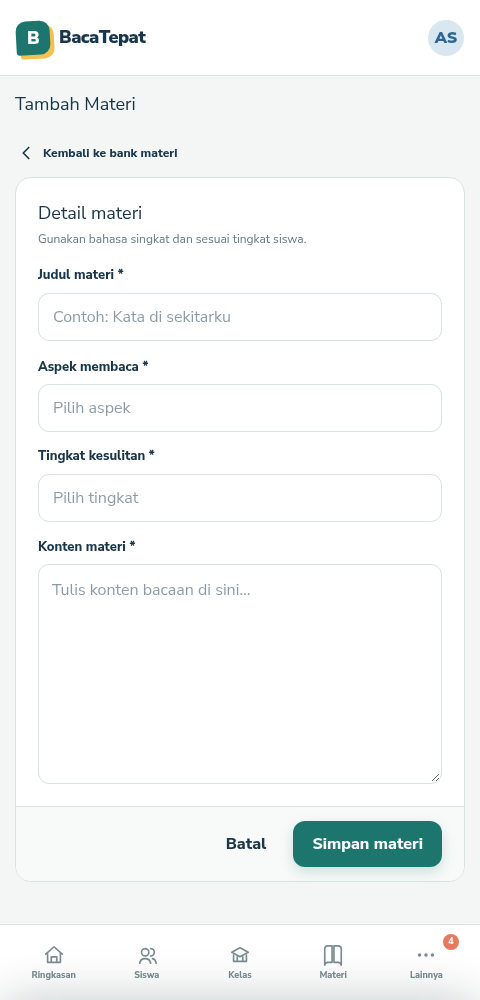 B BacaTepat
AS
Tambah Materi
Kembali ke bank materi
Detail materi
Gunakan bahasa singkat dan sesuai tingkat siswa.
Judul materi *
Contoh: Kata di sekitarku
Aspek membaca *
Pilih aspek
Tingkat kesulitan *
Pilih tingkat
Konten materi *
Tulis konten bacaan di sini...
Batal
Simpan materi
4
Ringkasan
Siswa
Kelas
Materi
Lainnya